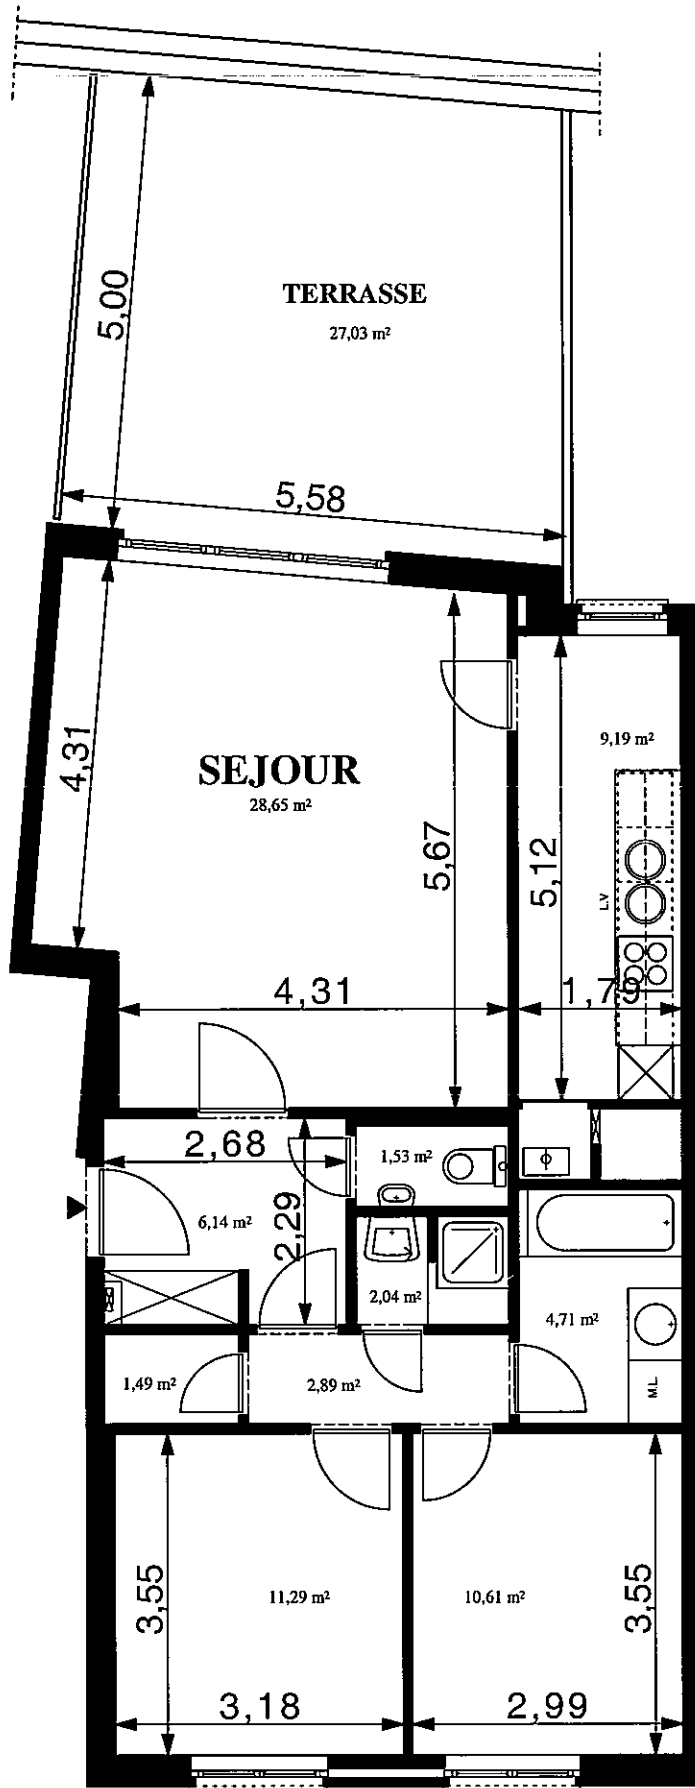 5,00
TERRASSE
27,03 m²
5,58
4,31
SEJOUR
28,65 m²
5,67
4,31
9,19 m²
5,12
L.V
1,79
2,68
1,53 m²
6,14 m²
2,29
2,04 m²
4,71 m²
1,49 m²
2,89 m²
M.L.
3,55
11,29 m²
10,61 m²
3,55
3,18
2,99